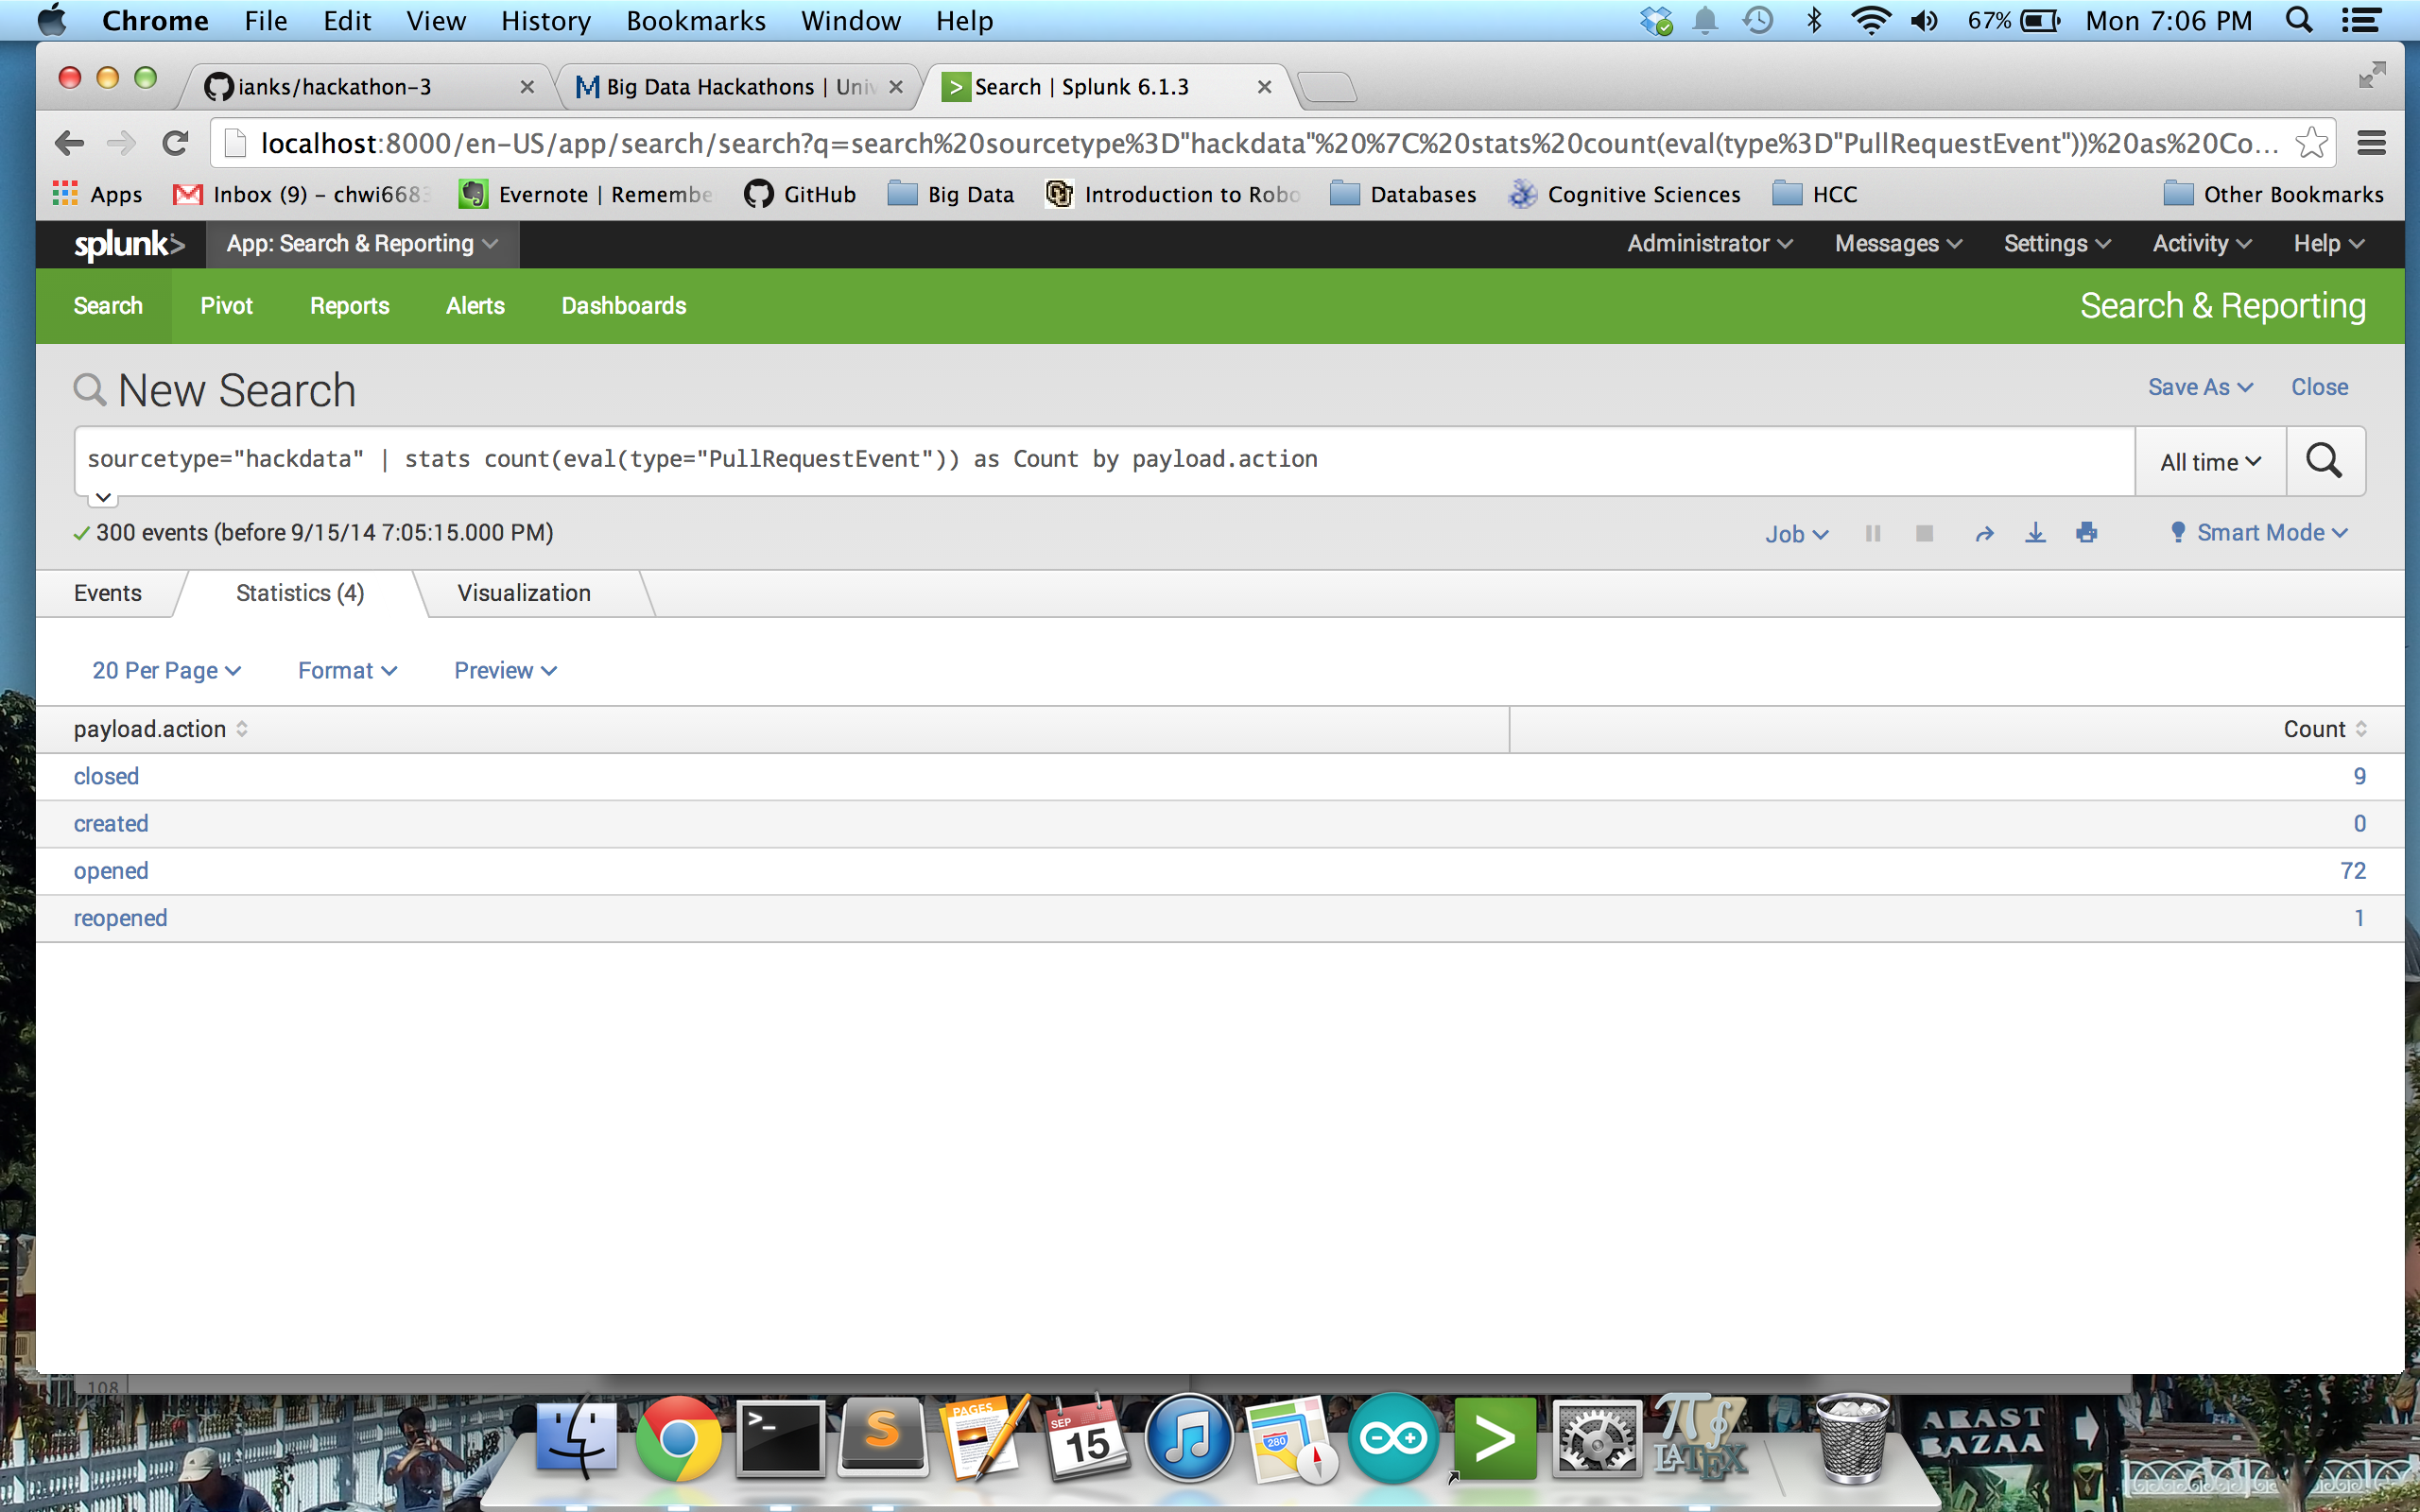 Chrome File Edit View History Bookmarks Window Help 67% Mon 7:06 PM
ianks/hackathon-3 Big Data Hackathons | Univ Search | Splunk 6.1.3
localhost:8000/en-US/app/search/search?q=search%20sourcetype%3D"hackdata"%20%7C%20stats%20count(eval(type%3D"PullRequestEvent"))%20as%20Co...
Apps Inbox (9) – chwi6683 Evernote | Remembe GitHub Big Data Introduction to Robo Databases Cognitive Sciences HCC Other Bookmarks
splunk> App: Search & Reporting Administrator Messages Settings Activity Help
Search Pivot Reports Alerts Dashboards Search & Reporting
New Search Save As Close
sourcetype="hackdata" | stats count(eval(type="PullRequestEvent")) as Count by payload.action All time
300 events (before 9/15/14 7:05:15.000 PM) Job Smart Mode
Events Statistics (4) Visualization
20 Per Page Format Preview
payload.action Count
closed 9
created 0
opened 72
reopened 1
108
PAGES SEP 15 280 LATEX
ARAST
BAZAA